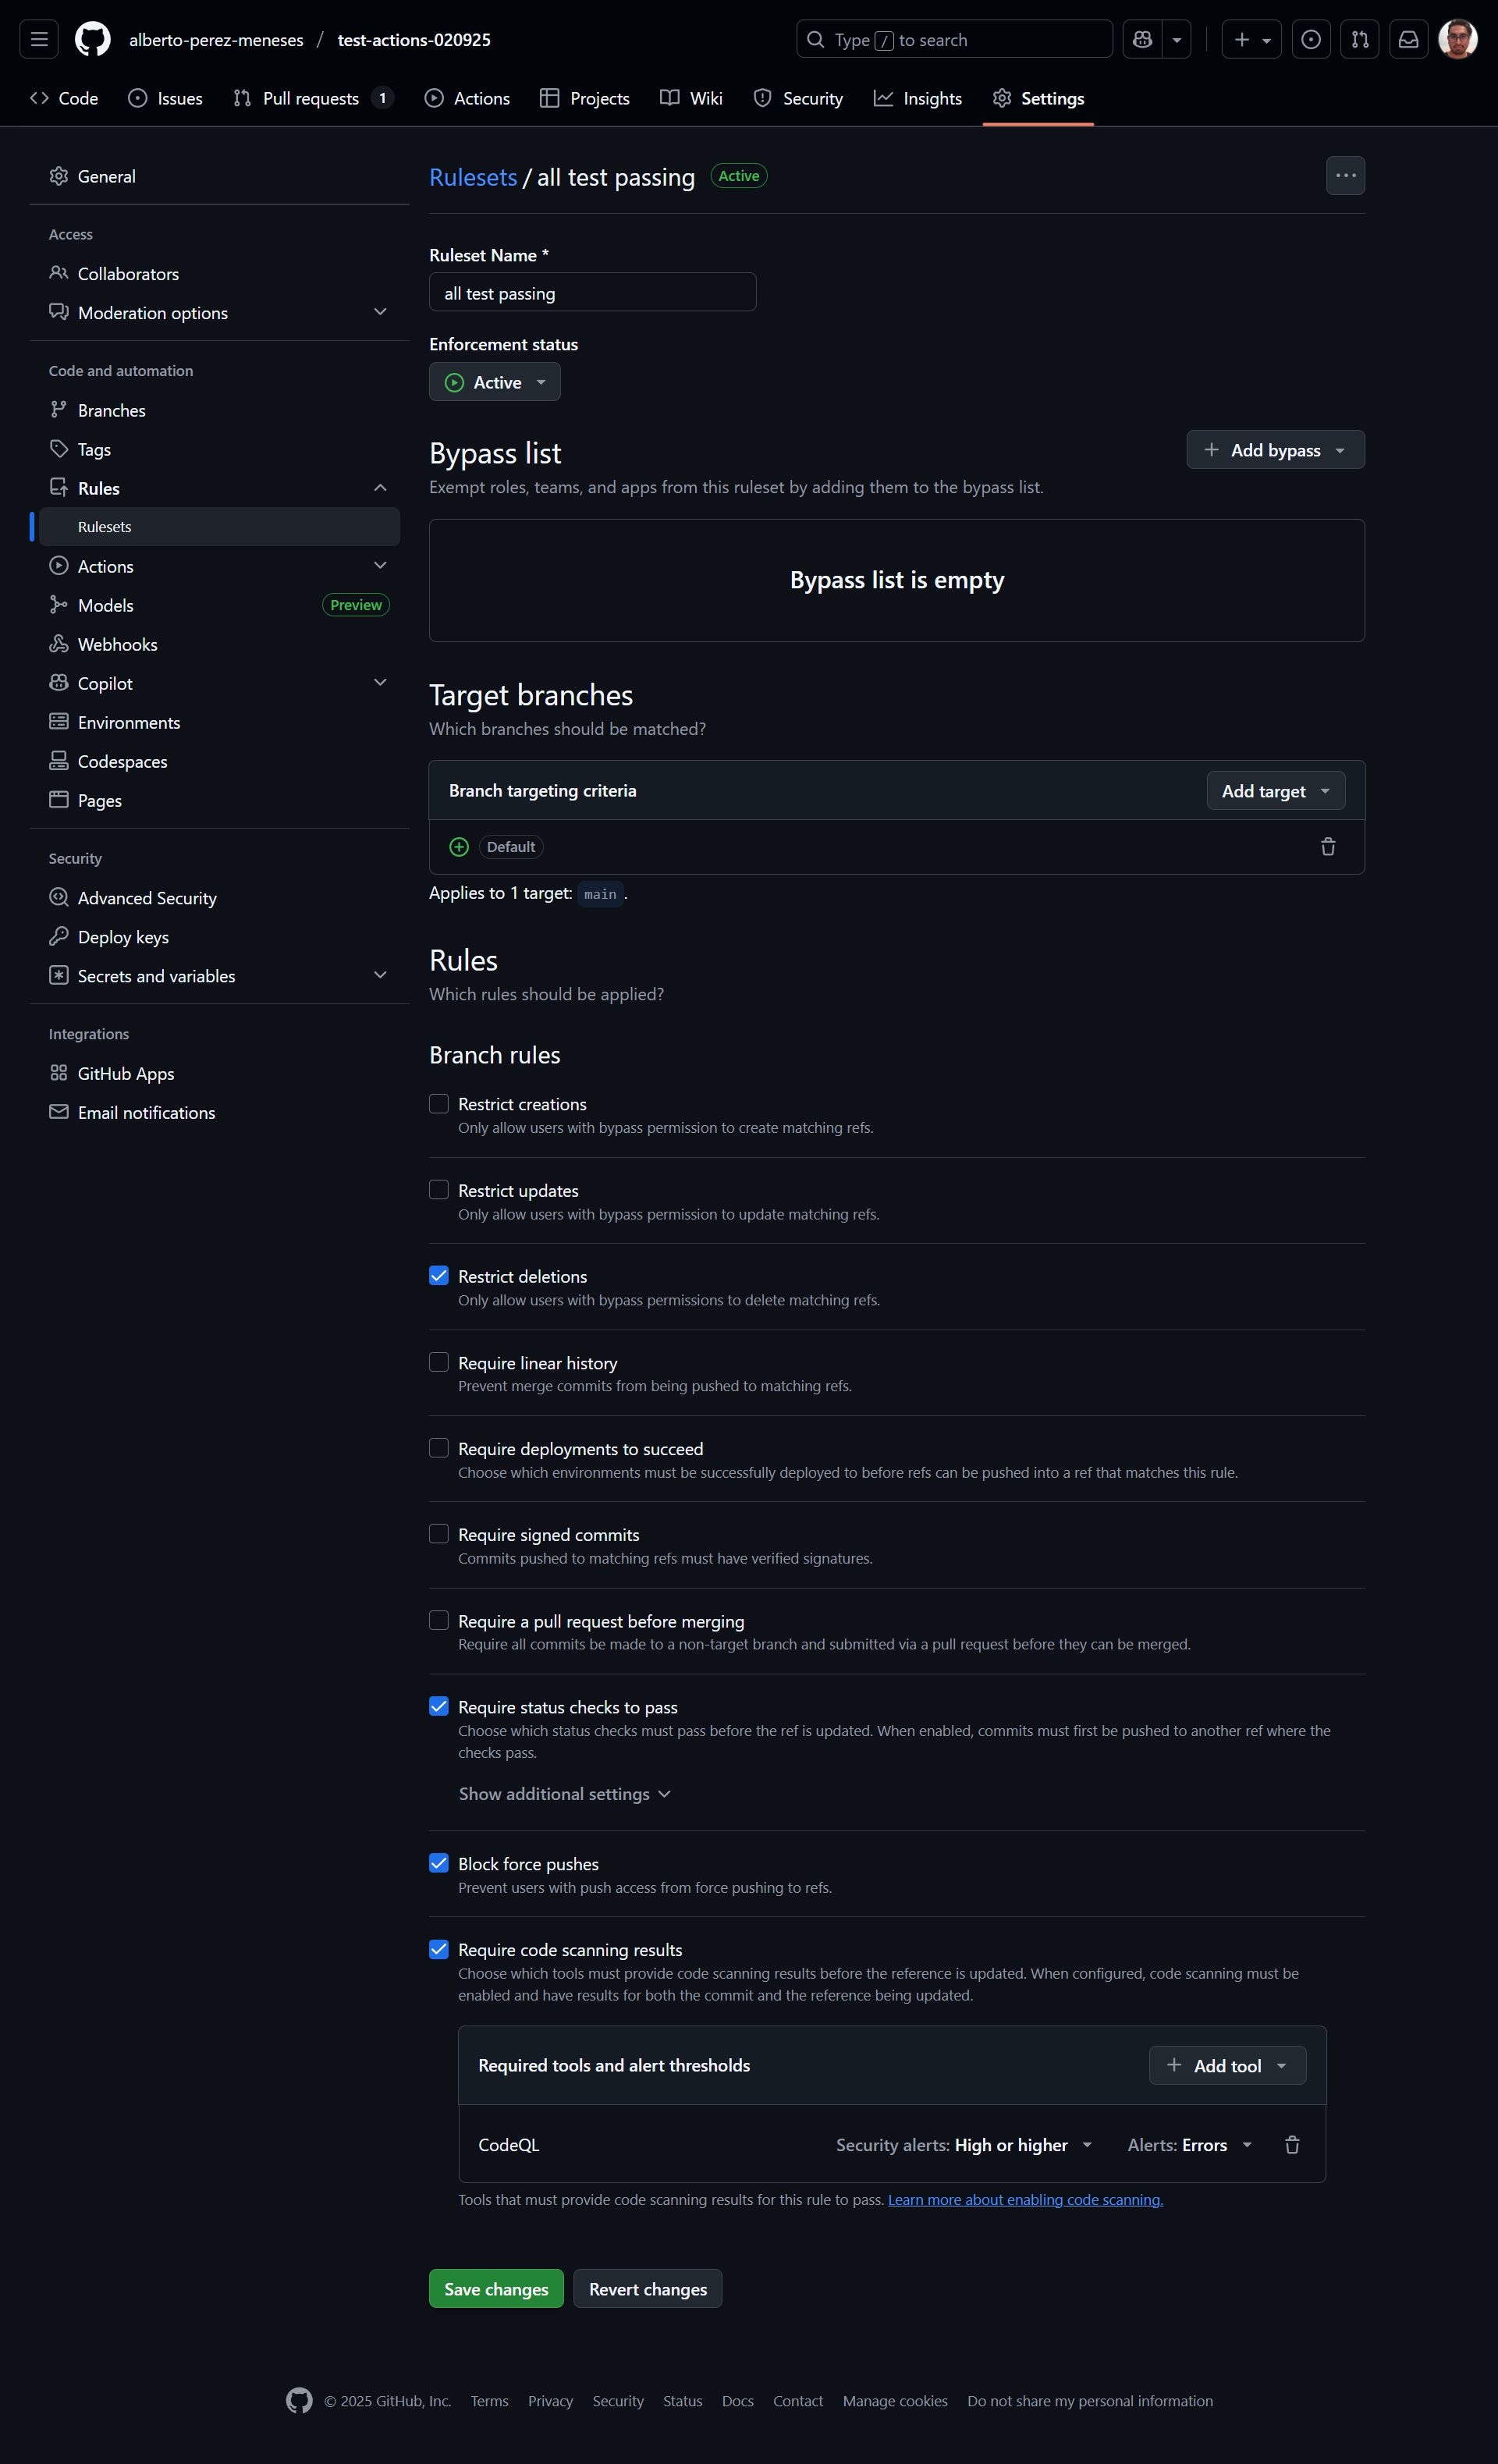 alberto-perez-meneses / test-actions-020925
Type / to search
Code
Issues
Pull requests 1
Actions
Projects
Wiki
Security
Insights
Settings
General
Access
Collaborators
Moderation options
Code and automation
Branches
Tags
Rules
Rulesets
Actions
Models Preview
Webhooks
Copilot
Environments
Codespaces
Pages
Security
Advanced Security
Deploy keys
Secrets and variables
Integrations
GitHub Apps
Email notifications
Rulesets / all test passing Active
Ruleset Name *
all test passing
Enforcement status
Active
Bypass list
Add bypass
Exempt roles, teams, and apps from this ruleset by adding them to the bypass list.
Bypass list is empty
Target branches
Which branches should be matched?
Branch targeting criteria
Add target
Default
Applies to 1 target: main.
Rules
Which rules should be applied?
Branch rules
Restrict creations
Only allow users with bypass permission to create matching refs.
Restrict updates
Only allow users with bypass permission to update matching refs.
Restrict deletions
Only allow users with bypass permissions to delete matching refs.
Require linear history
Prevent merge commits from being pushed to matching refs.
Require deployments to succeed
Choose which environments must be successfully deployed to before refs can be pushed into a ref that matches this rule.
Require signed commits
Commits pushed to matching refs must have verified signatures.
Require a pull request before merging
Require all commits be made to a non-target branch and submitted via a pull request before they can be merged.
Require status checks to pass
Choose which status checks must pass before the ref is updated. When enabled, commits must first be pushed to another ref where the
checks pass.
Show additional settings
Block force pushes
Prevent users with push access from force pushing to refs.
Require code scanning results
Choose which tools must provide code scanning results before the reference is updated. When configured, code scanning must be
enabled and have results for both the commit and the reference being updated.
Required tools and alert thresholds
Add tool
CodeQL
Security alerts: High or higher
Alerts: Errors
Tools that must provide code scanning results for this rule to pass. Learn more about enabling code scanning.
Save changes
Revert changes
© 2025 GitHub, Inc. Terms Privacy Security Status Docs Contact Manage cookies Do not share my personal information